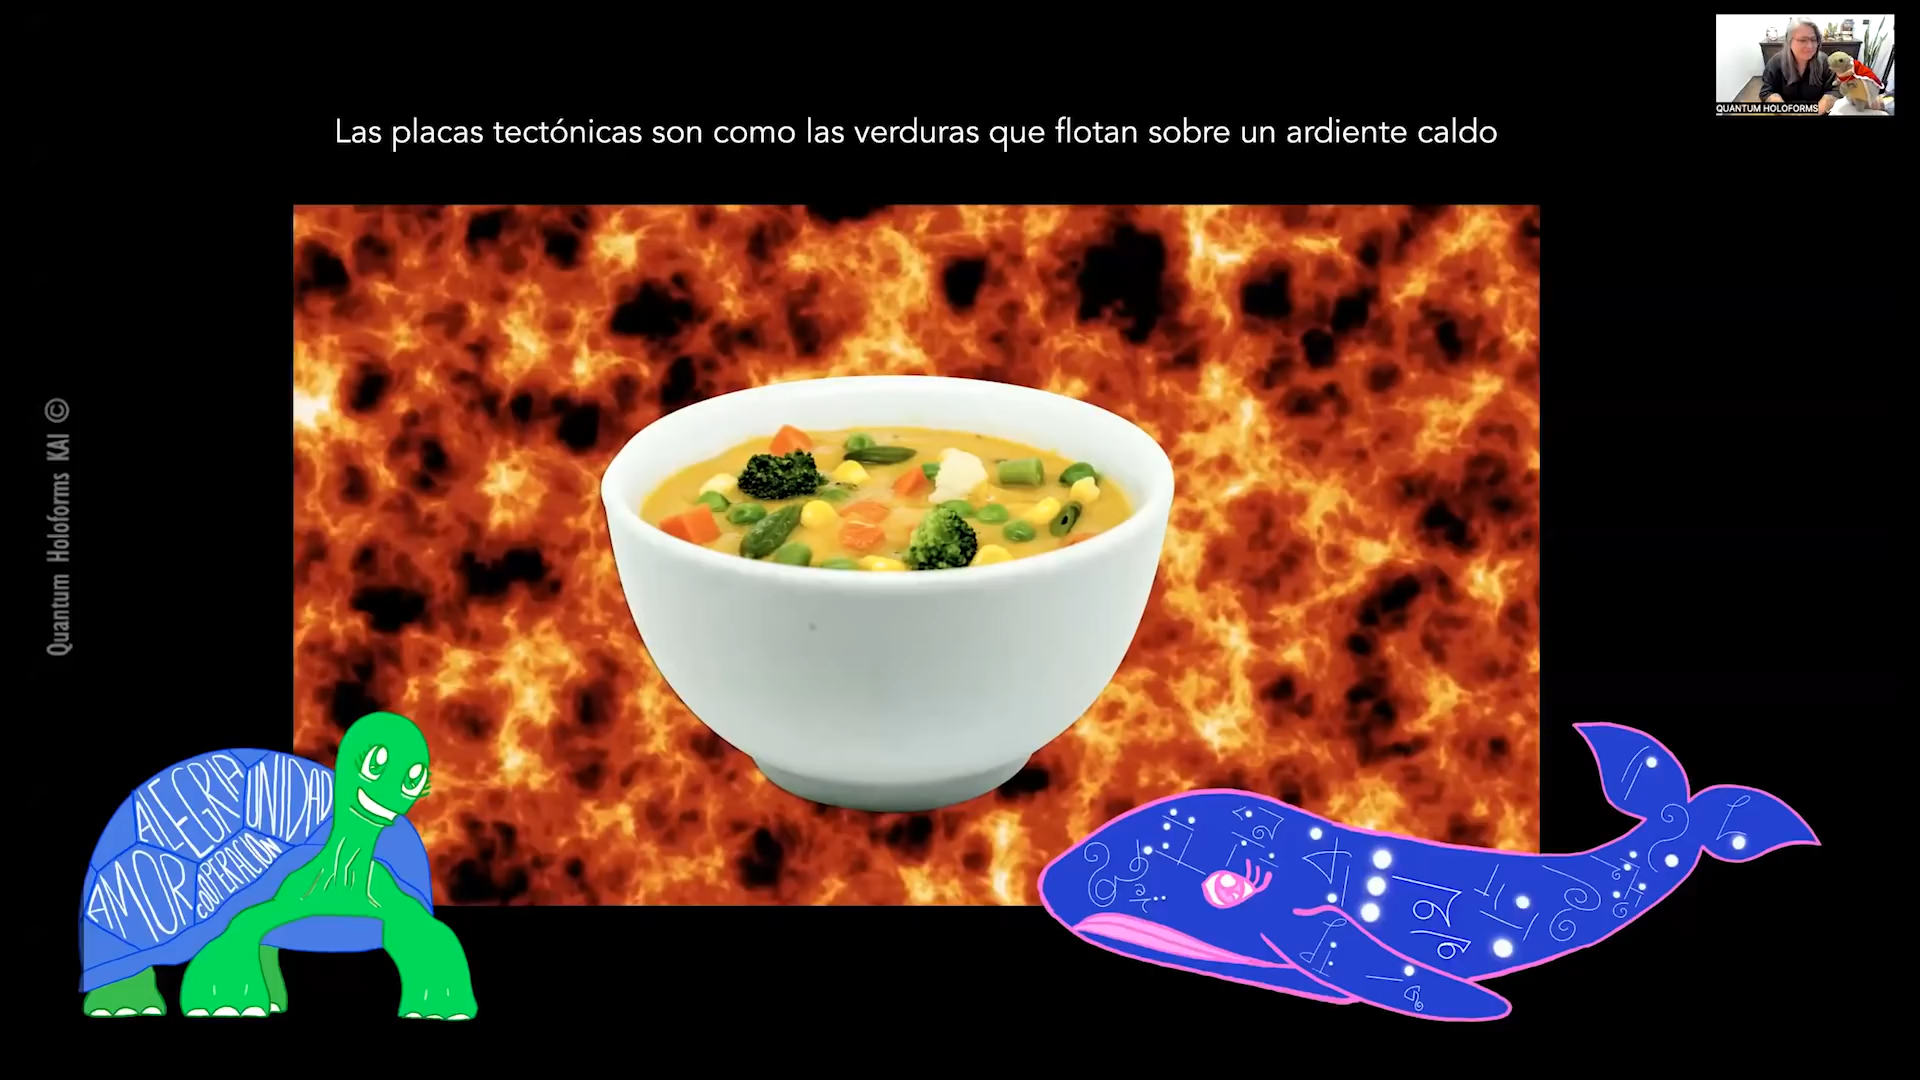 QUANTUM HOLOFORMS
Las placas tectónicas son como las verduras que flotan sobre un ardiente caldo
Quantum Holoforms KAI ©
ALEGRIA
UNIDAD
AMOR
COOPERACION